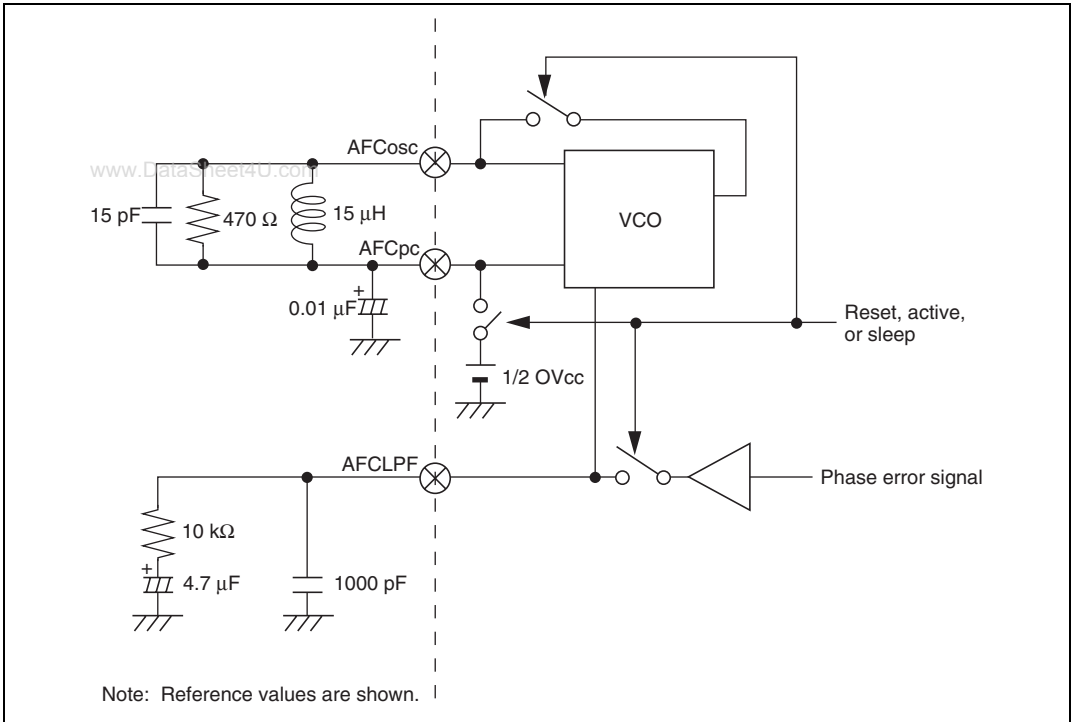 AFCosc
www.DataSheet4U.com
15 pF
470 Ω
15 μH
VCO
AFCpc
+
0.01 μF
Reset, active,
or sleep
1/2 OVcc
AFCLPF
Phase error signal
10 kΩ
+
4.7 μF
1000 pF
Note: Reference values are shown.